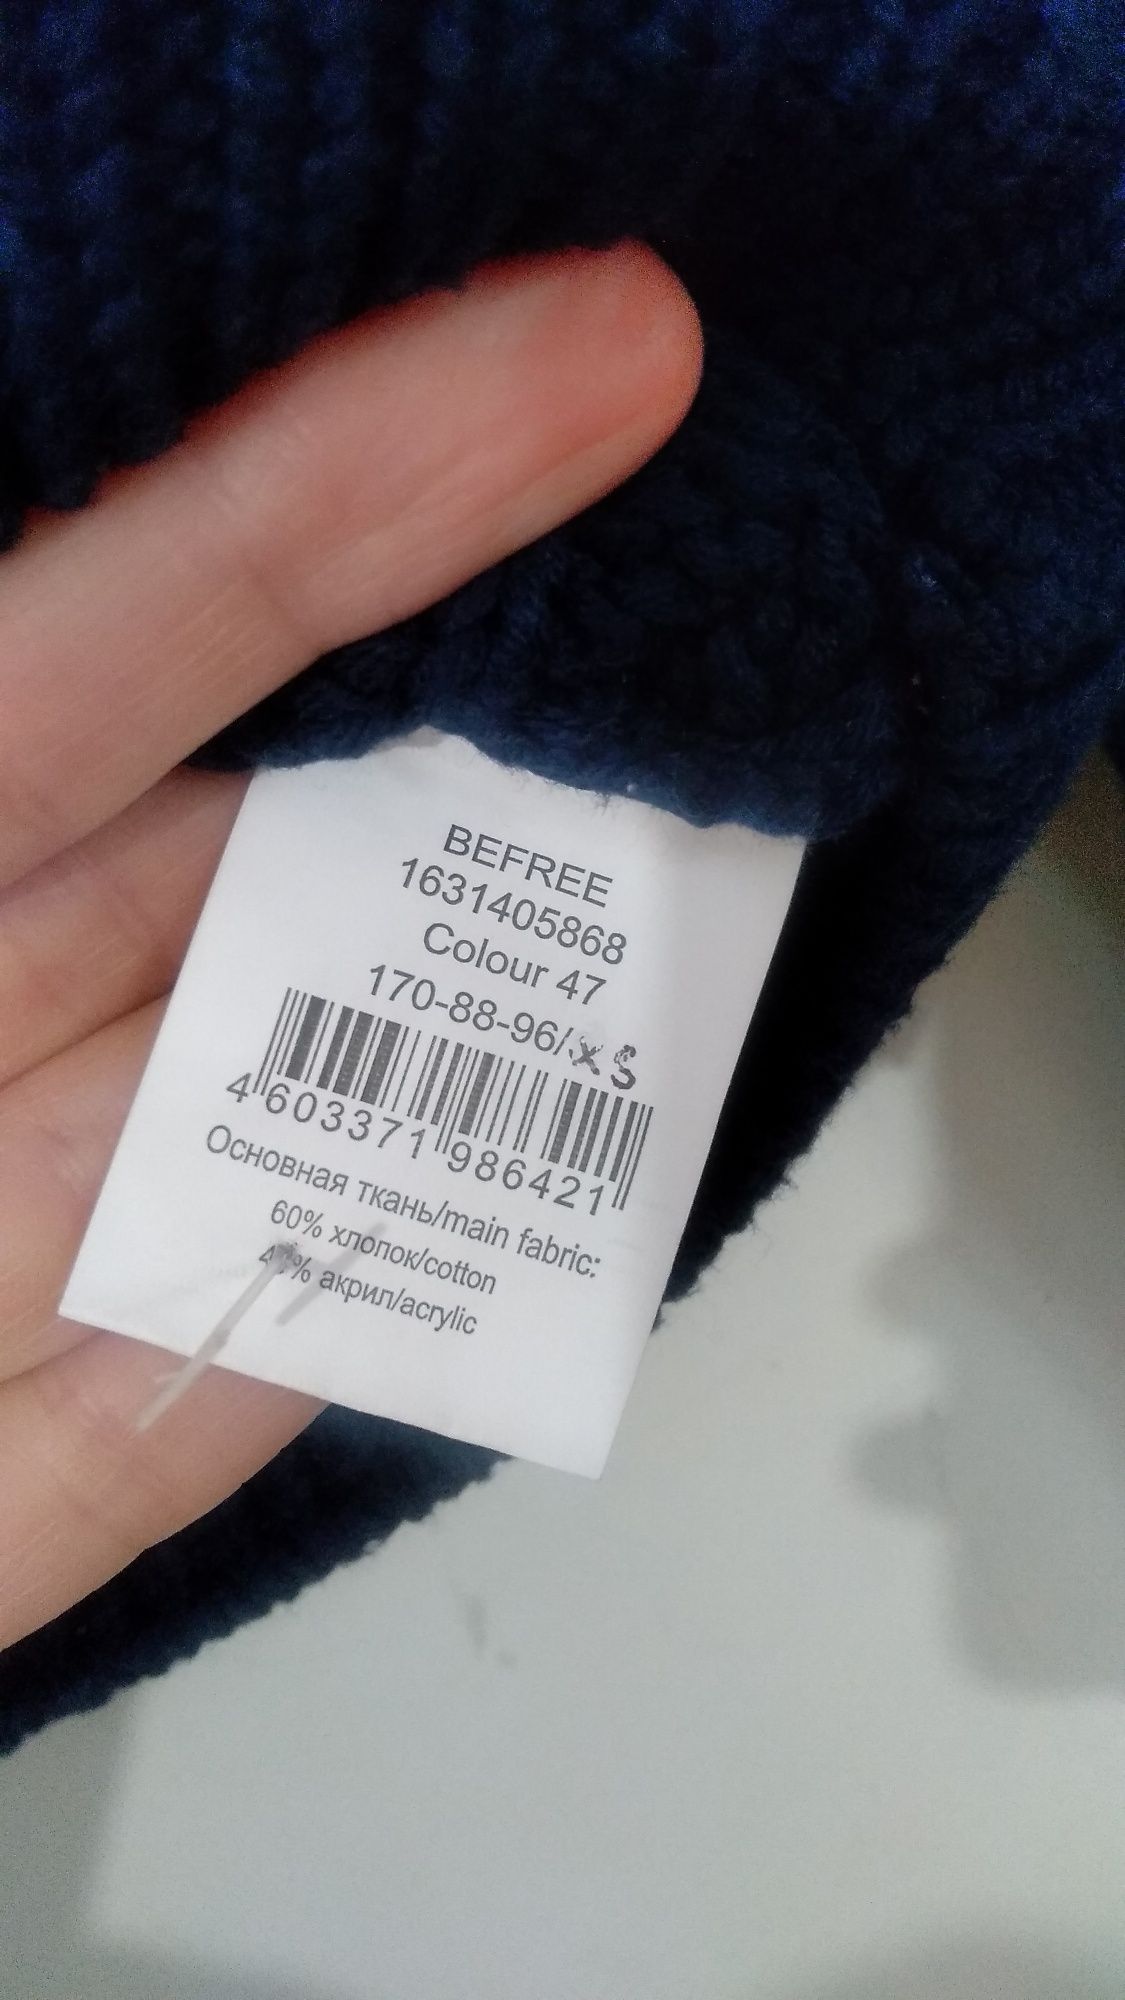 BEFREE
1631405868
Colour 47
170-88-96/XS
4 603371 986421
Основная ткань/main fabric:
60% хлопок/cotton
40% акрил/acrylic